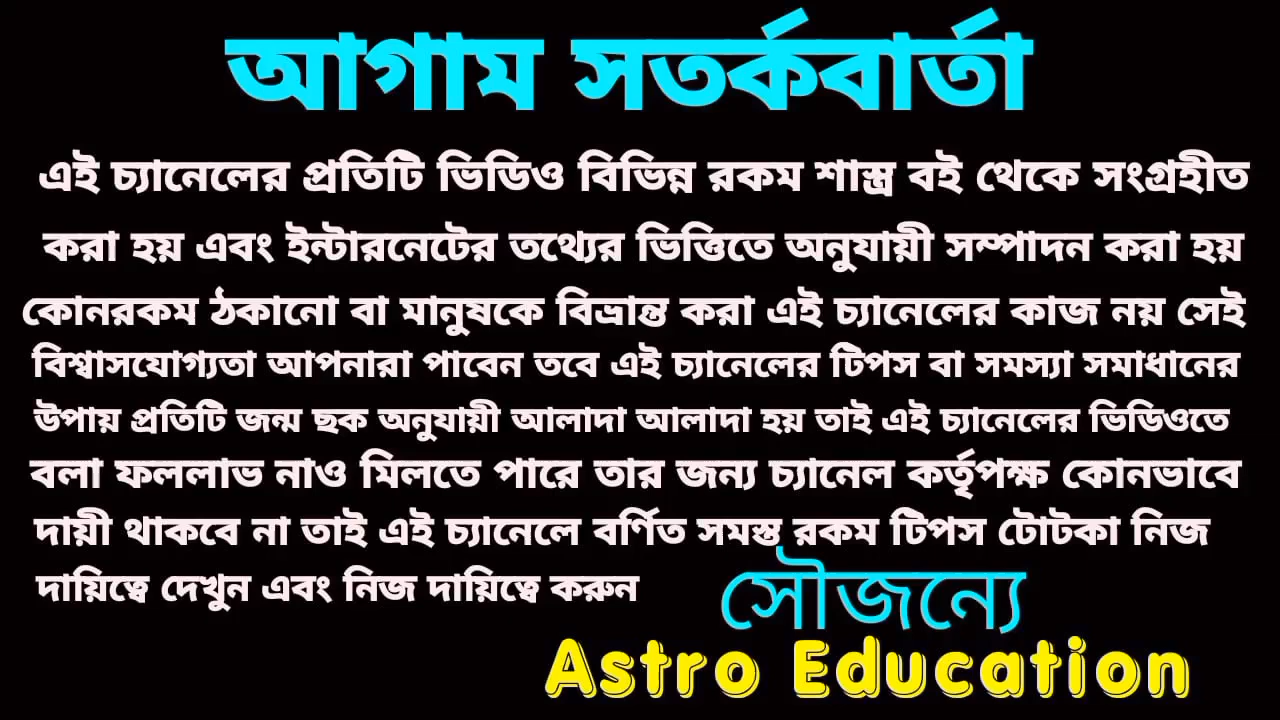 আগাম সতর্কবার্তা
এই চ্যানেলের প্রতিটি ভিডিও বিভিন্ন রকম শাস্ত্র বই থেকে সংগ্রহীত
করা হয় এবং ইন্টারনেটের তথ্যের ভিত্তিতে অনুযায়ী সম্পাদন করা হয়
কোনরকম ঠকানো বা মানুষকে বিভ্রান্ত করা এই চ্যানেলের কাজ নয় সেই
বিশ্বাসযোগ্যতা আপনারা পাবেন তবে এই চ্যানেলের টিপস বা সমস্যা সমাধানের
উপায় প্রতিটি জন্ম ছক অনুযায়ী আলাদা আলাদা হয় তাই এই চ্যানেলের ভিডিওতে
বলা ফললাভ নাও মিলতে পারে তার জন্য চ্যানেল কর্তৃপক্ষ কোনভাবে
দায়ী থাকবে না তাই এই চ্যানেলে বর্ণিত সমস্ত রকম টিপস টোটকা নিজ
দায়িত্বে দেখুন এবং নিজ দায়িত্বে করুন
সৌজন্যে
Astro Education